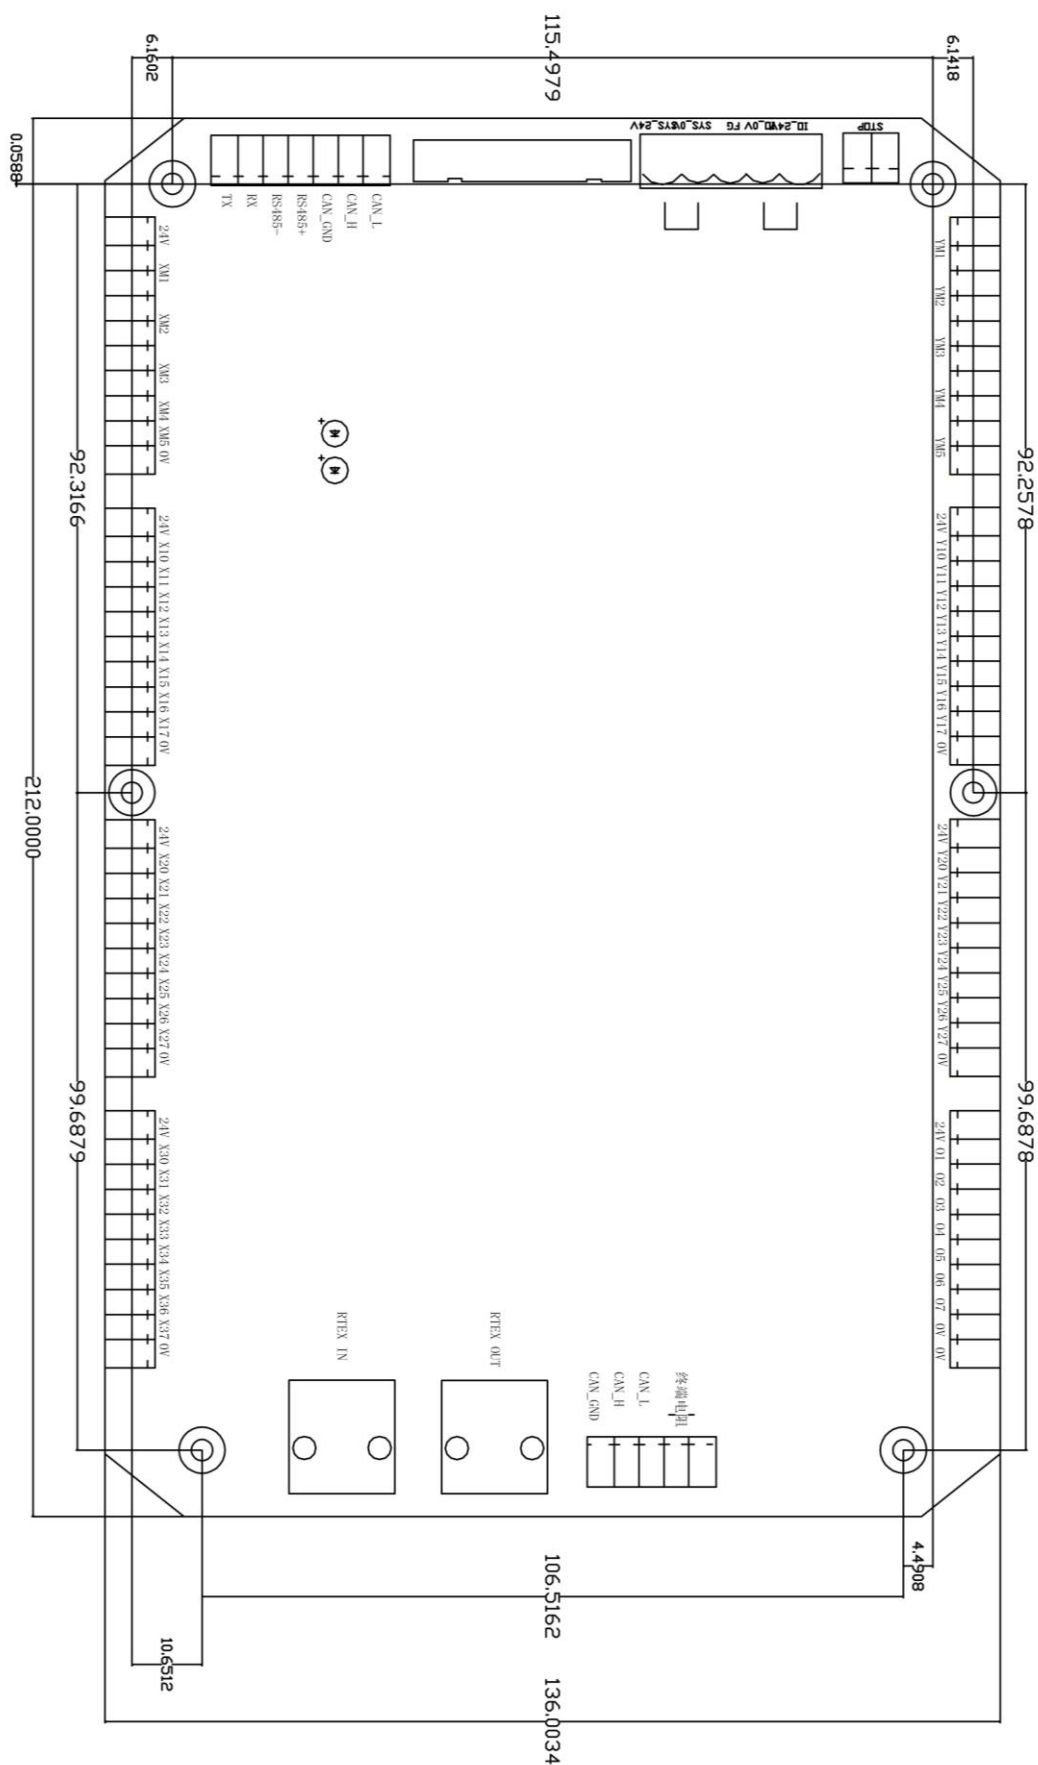 115.4979
6.1602
6.1418
0.0588
SYS_24V
SYS_0V
FG
IO_0V
IO_24V
STOP
TX
RX
RS485-
RS485+
CAN_GND
CAN_H
CAN_L
24V
XM1
XM2
XM3
XM4 XM5 0V
YM1
YM2
YM3
YM4
YM5
92.3166
92.2578
24V X10 X11 X12 X13 X14 X15 X16 X17 0V
24V Y10 Y11 Y12 Y13 Y14 Y15 Y16 Y17 0V
212.0000
24V X20 X21 X22 X23 X24 X25 X26 X27 0V
24V Y20 Y21 Y22 Y23 Y24 Y25 Y26 Y27 0V
99.6879
99.6878
24V X30 X31 X32 X33 X34 X35 X36 X37 0V
24V O1 O2 O3 O4 O5 O6 O7 0V 0V
RTEX IN
RTEX OUT
CAN_GND
CAN_H
CAN_L
终端电阻
4.4908
106.5162
10.6512
136.0034